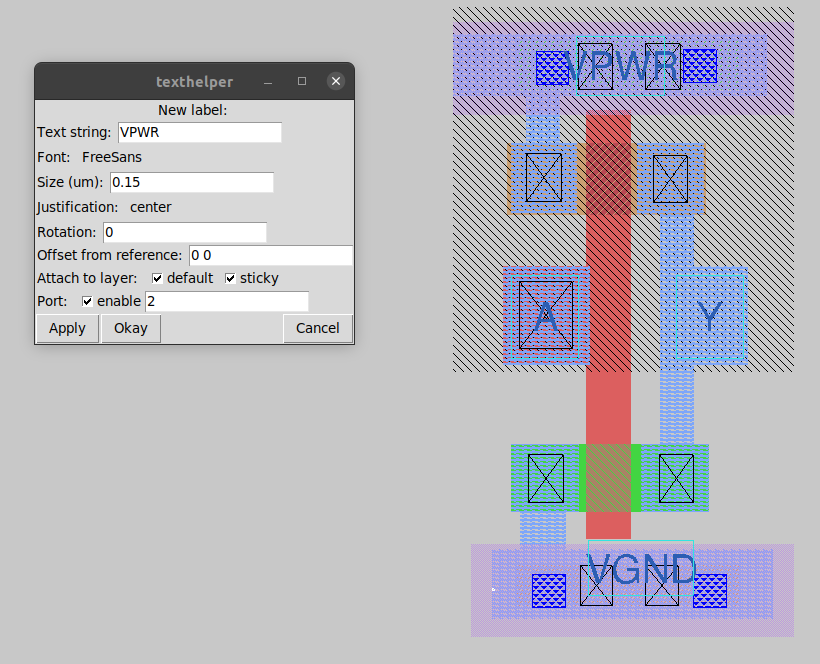 texthelper
New label:
Text string: VPWR
Font: FreeSans
Size (um): 0.15
Justification: center
Rotation: 0
Offset from reference: 0 0
Attach to layer: default sticky
Port: enable 2
Apply Okay Cancel
VPWR
A Y
VGND